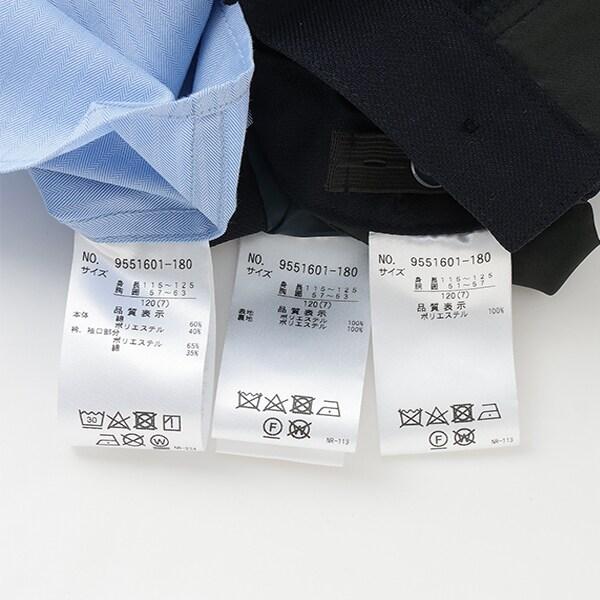 NO. 9551601-180
サイズ
身長 115~125
胸囲 57~63
120(7)
品質表示
本体
綿 60%
ポリエステル 40%
衿、袖口部分
ポリエステル 65%
綿 35%
30
NO. 9551601-180
サイズ
身長 115~125
胸囲 57~63
120(7)
品質表示
表地 ポリエステル 100%
裏地 ポリエステル 100%
F
W
NR-113
NO. 9551601-180
サイズ
身長 115~125
胸囲 57~63
120(7)
品質表示
ポリエステル 100%
F
W
NR-113